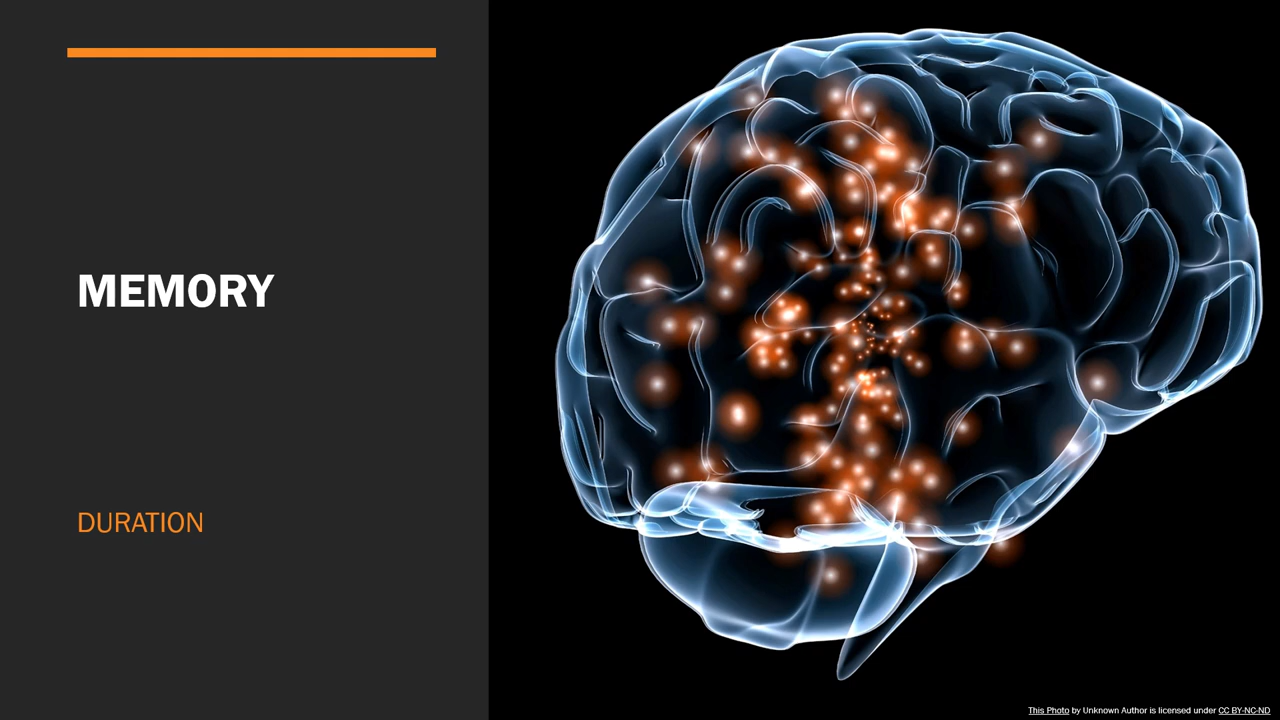 MEMORY
DURATION
This Photo by Unknown Author is licensed under CC BY-NC-ND